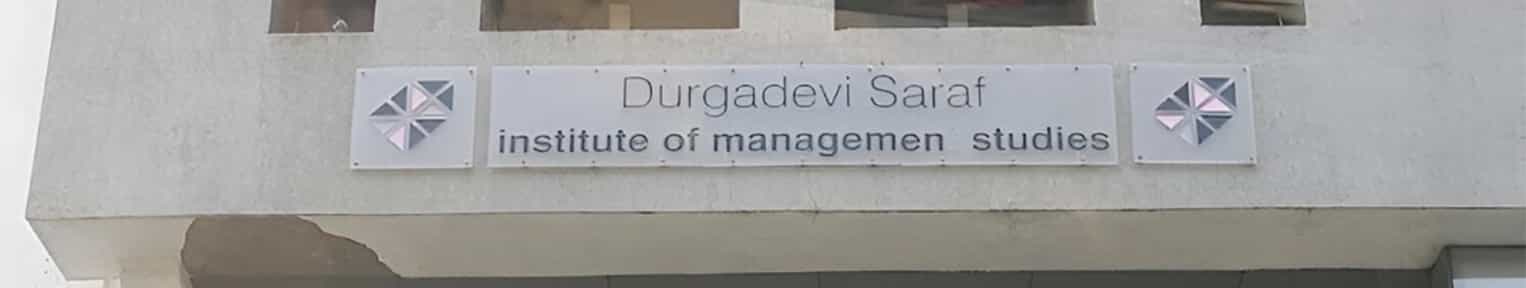 Durgadevi Saraf
institute of managemen studies